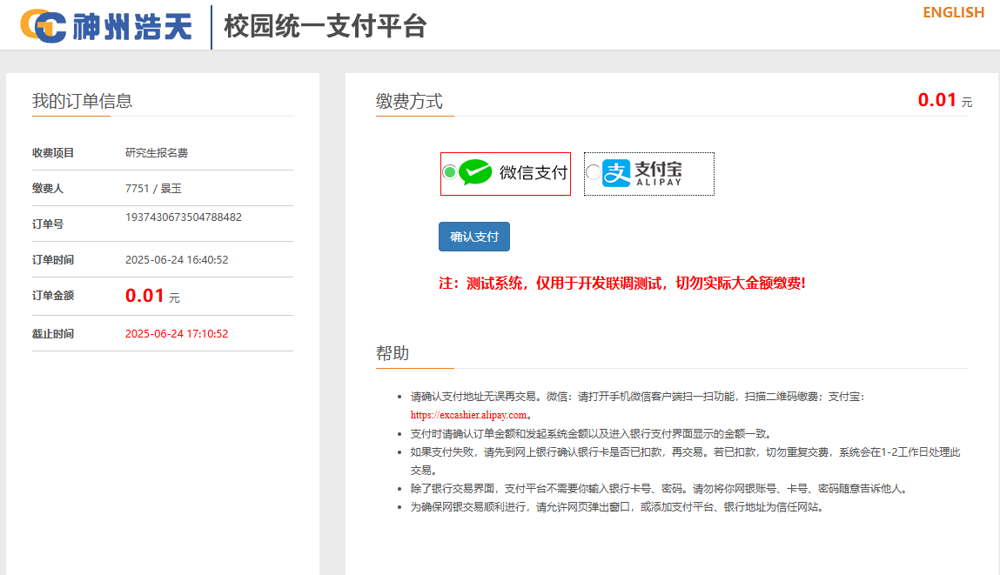 神州浩天 校园统一支付平台
ENGLISH
我的订单信息
收费项目 研究生报名费
缴费人 7751 / 景玉
订单号 1937430673504788482
订单时间 2025-06-24 16:40:52
订单金额 0.01 元
截止时间 2025-06-24 17:10:52
缴费方式 0.01 元
微信支付 支付宝
ALIPAY
确认支付
注：测试系统，仅用于开发联调测试，切勿实际大金额缴费!
帮助
请确认支付地址无误再交易。微信：请打开手机微信客户端扫一扫功能，扫描二维码缴费；支付宝：
https://excashier.alipay.com。
支付时请确认订单金额和发起系统金额以及进入银行支付界面显示的金额一致。
如果支付失败，请先到网上银行确认银行卡是否已扣款，再交易。若已扣款，切勿重复交费，系统会在1-2工作日处理此
交易。
除了银行交易界面，支付平台不需要你输入银行卡号、密码。请勿将你网银账号、卡号、密码随意告诉他人。
为确保网银交易顺利进行，请允许网页弹出窗口，或添加支付平台、银行地址为信任网站。